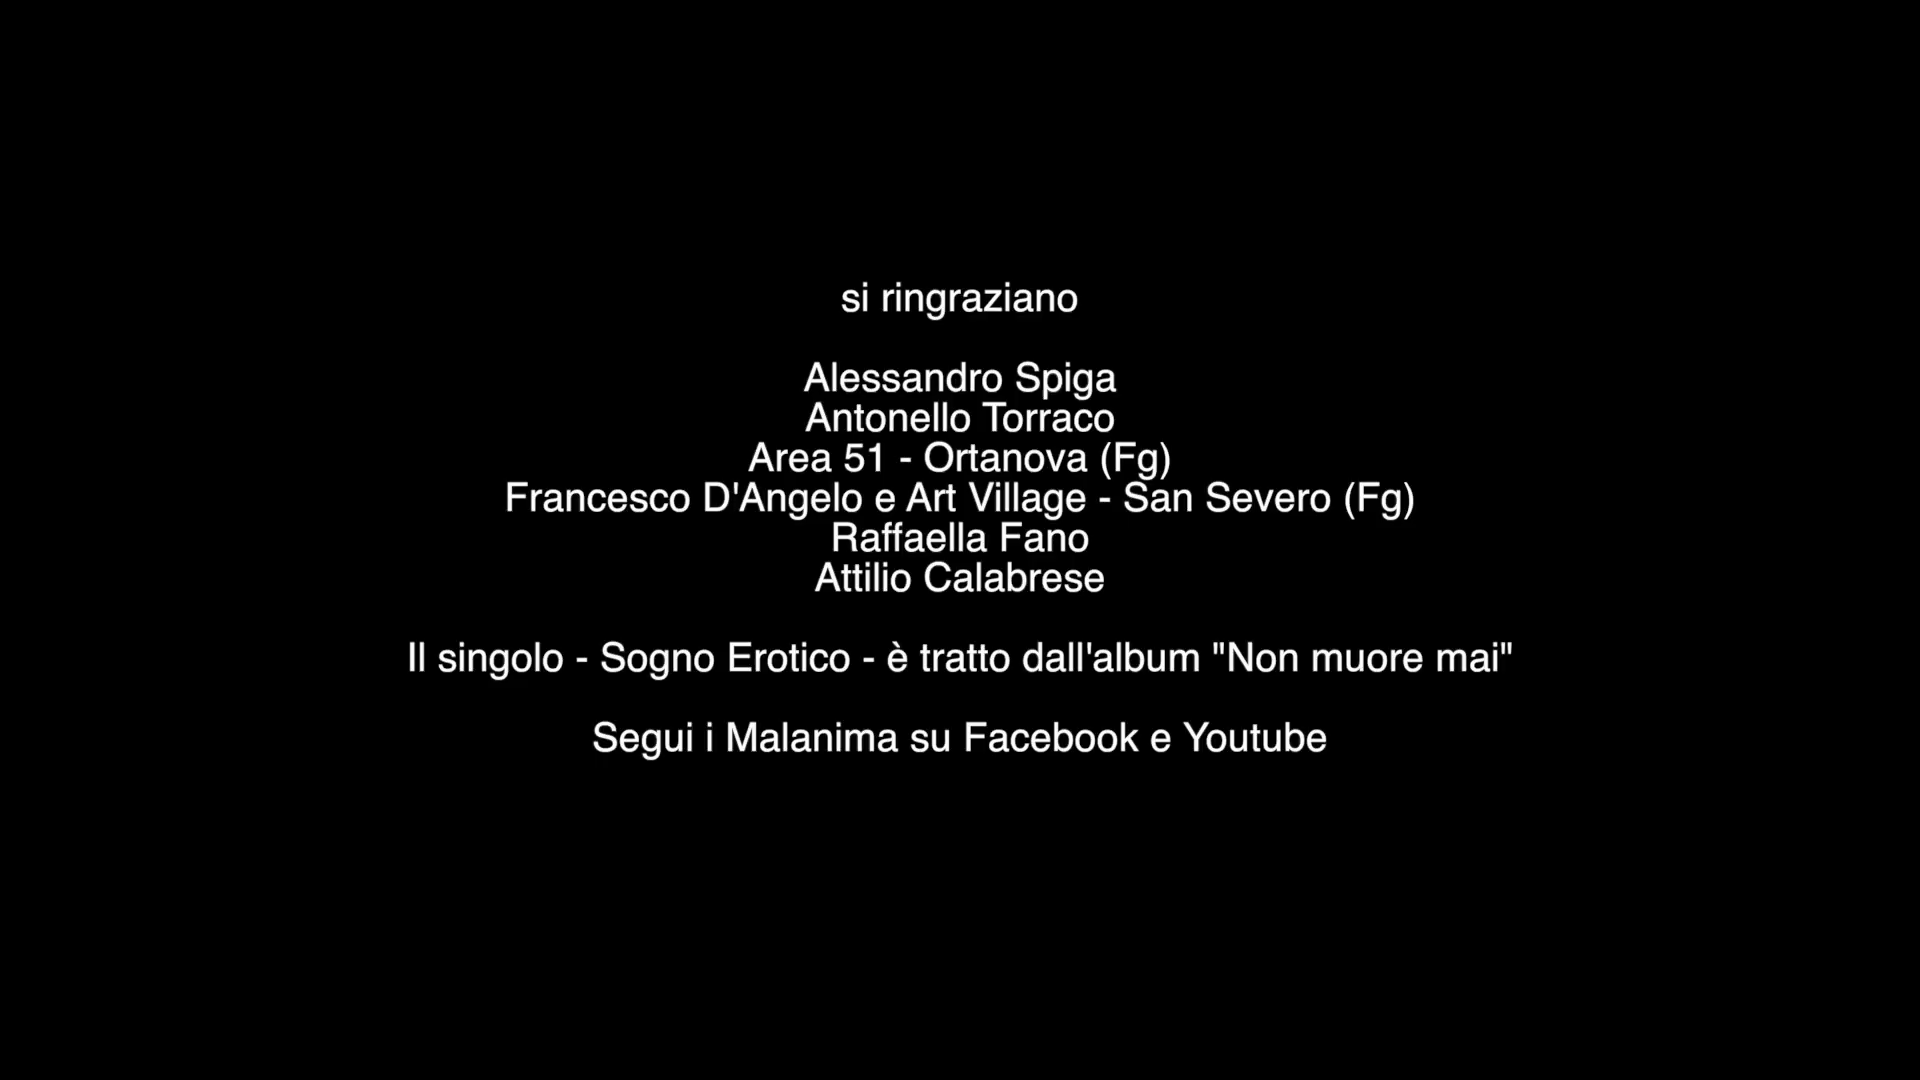 si ringraziano
Alessandro Spiga
Antonello Torraco
Area 51 - Ortanova (Fg)
Francesco D'Angelo e Art Village - San Severo (Fg)
Raffaella Fano
Attilio Calabrese
Il singolo - Sogno Erotico - è tratto dall'album "Non muore mai"
Segui i Malanima su Facebook e Youtube